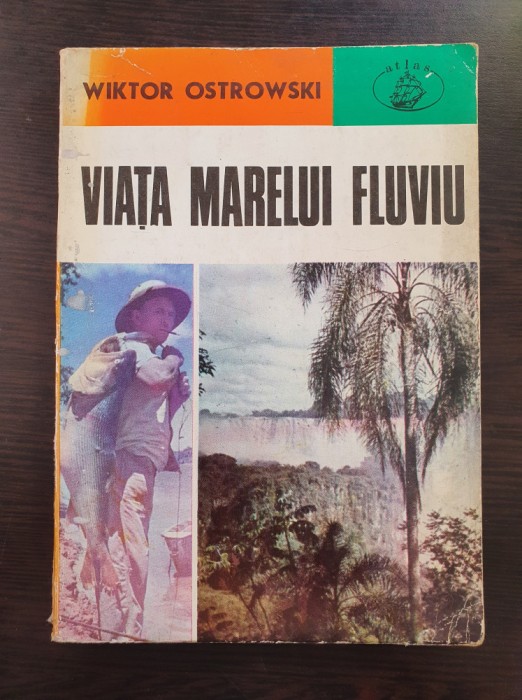 atlas
WIKTOR OSTROWSKI
VIAȚA MARELUI FLUVIU